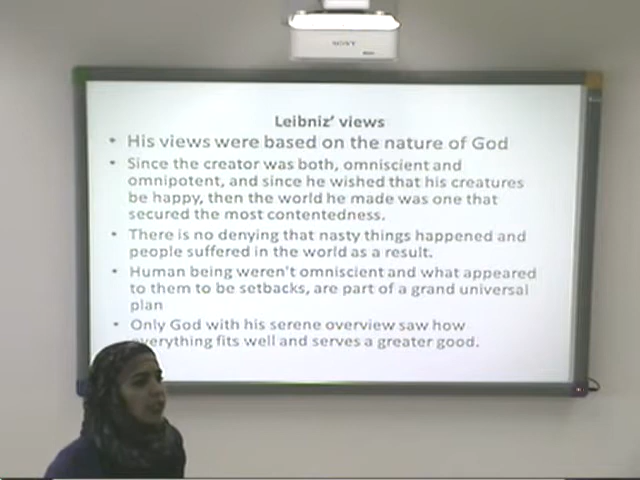 SONY
Leibniz' views
• His views were based on the nature of God
• Since the creator was both, omniscient and
omnipotent, and since he wished that his creatures
be happy, then the world he made was one that
secured the most contentedness.
• There is no denying that nasty things happened and
people suffered in the world as a result.
• Human being weren't omniscient and what appeared
to them to be setbacks, are part of a grand universal
plan
• Only God with his serene overview saw how
everything fits well and serves a greater good.